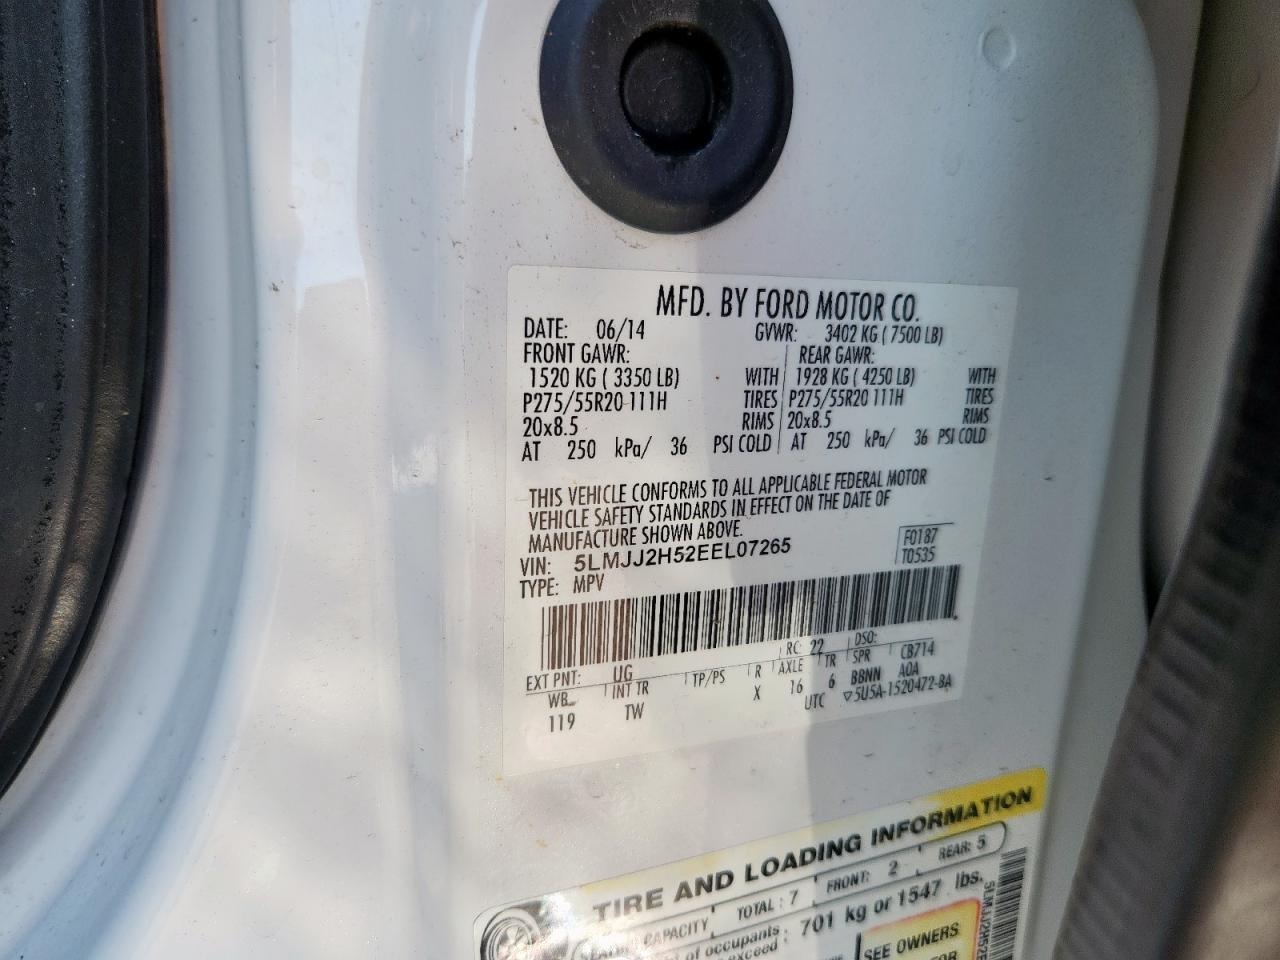 MFD. BY FORD MOTOR CO.
DATE: 06/14 GVWR: 3402 KG ( 7500 LB)
FRONT GAWR: REAR GAWR:
1520 KG ( 3350 LB) WITH 1928 KG ( 4250 LB) WITH
P275/55R20 111H TIRES P275/55R20 111H TIRES
20x8.5 RIMS 20x8.5 RIMS
AT 250 kPa/ 36 PSI COLD AT 250 kPa/ 36 PSI COLD
THIS VEHICLE CONFORMS TO ALL APPLICABLE FEDERAL MOTOR
VEHICLE SAFETY STANDARDS IN EFFECT ON THE DATE OF
MANUFACTURE SHOWN ABOVE.
VIN: 5LMJJ2H52EEL07265 F0187
TYPE: MPV T0535
EXT PNT: UG RC: 22 DSO:
WB INT TR TP/PS R AXLE TR SPR CB714
119 TW X 16 6 BBNN AOA
UTC ▽5U5A-1520472-BA
TIRE AND LOADING INFORMATION
CAPACITY TOTAL : 7 FRONT: 2 REAR: 5
of occupants 701 kg or 1547 lbs.
exceed :
SEE OWNERS
5LMJJ2H52E